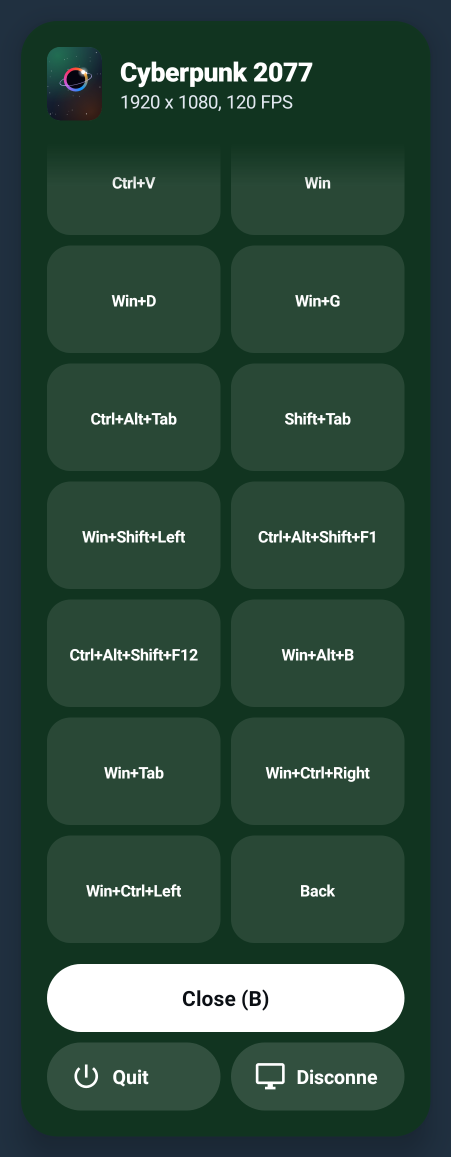 Cyberpunk 2077
1920 x 1080, 120 FPS
Ctrl+V
Win
Win+D
Win+G
Ctrl+Alt+Tab
Shift+Tab
Win+Shift+Left
Ctrl+Alt+Shift+F1
Ctrl+Alt+Shift+F12
Win+Alt+B
Win+Tab
Win+Ctrl+Right
Win+Ctrl+Left
Back
Close (B)
Quit
Disconne